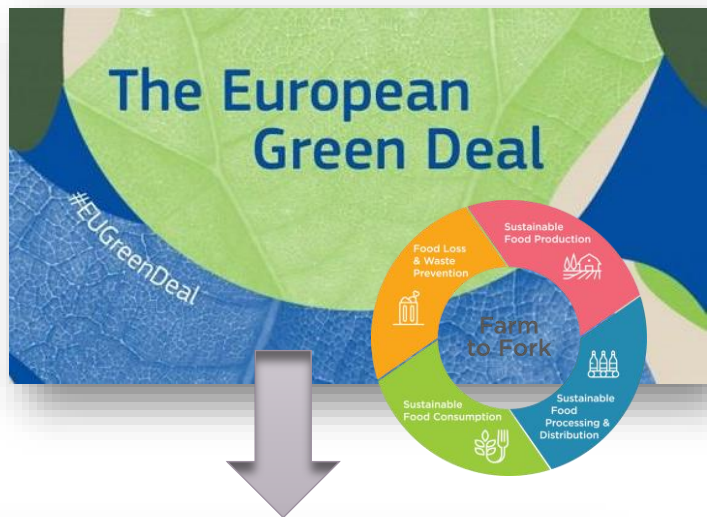 The European
Green Deal
#EUGreenDeal
Food Loss
& Waste
Prevention
Sustainable
Food Production
Farm
to Fork
Sustainable
Food Consumption
Sustainable
Food
Processing &
Distribution